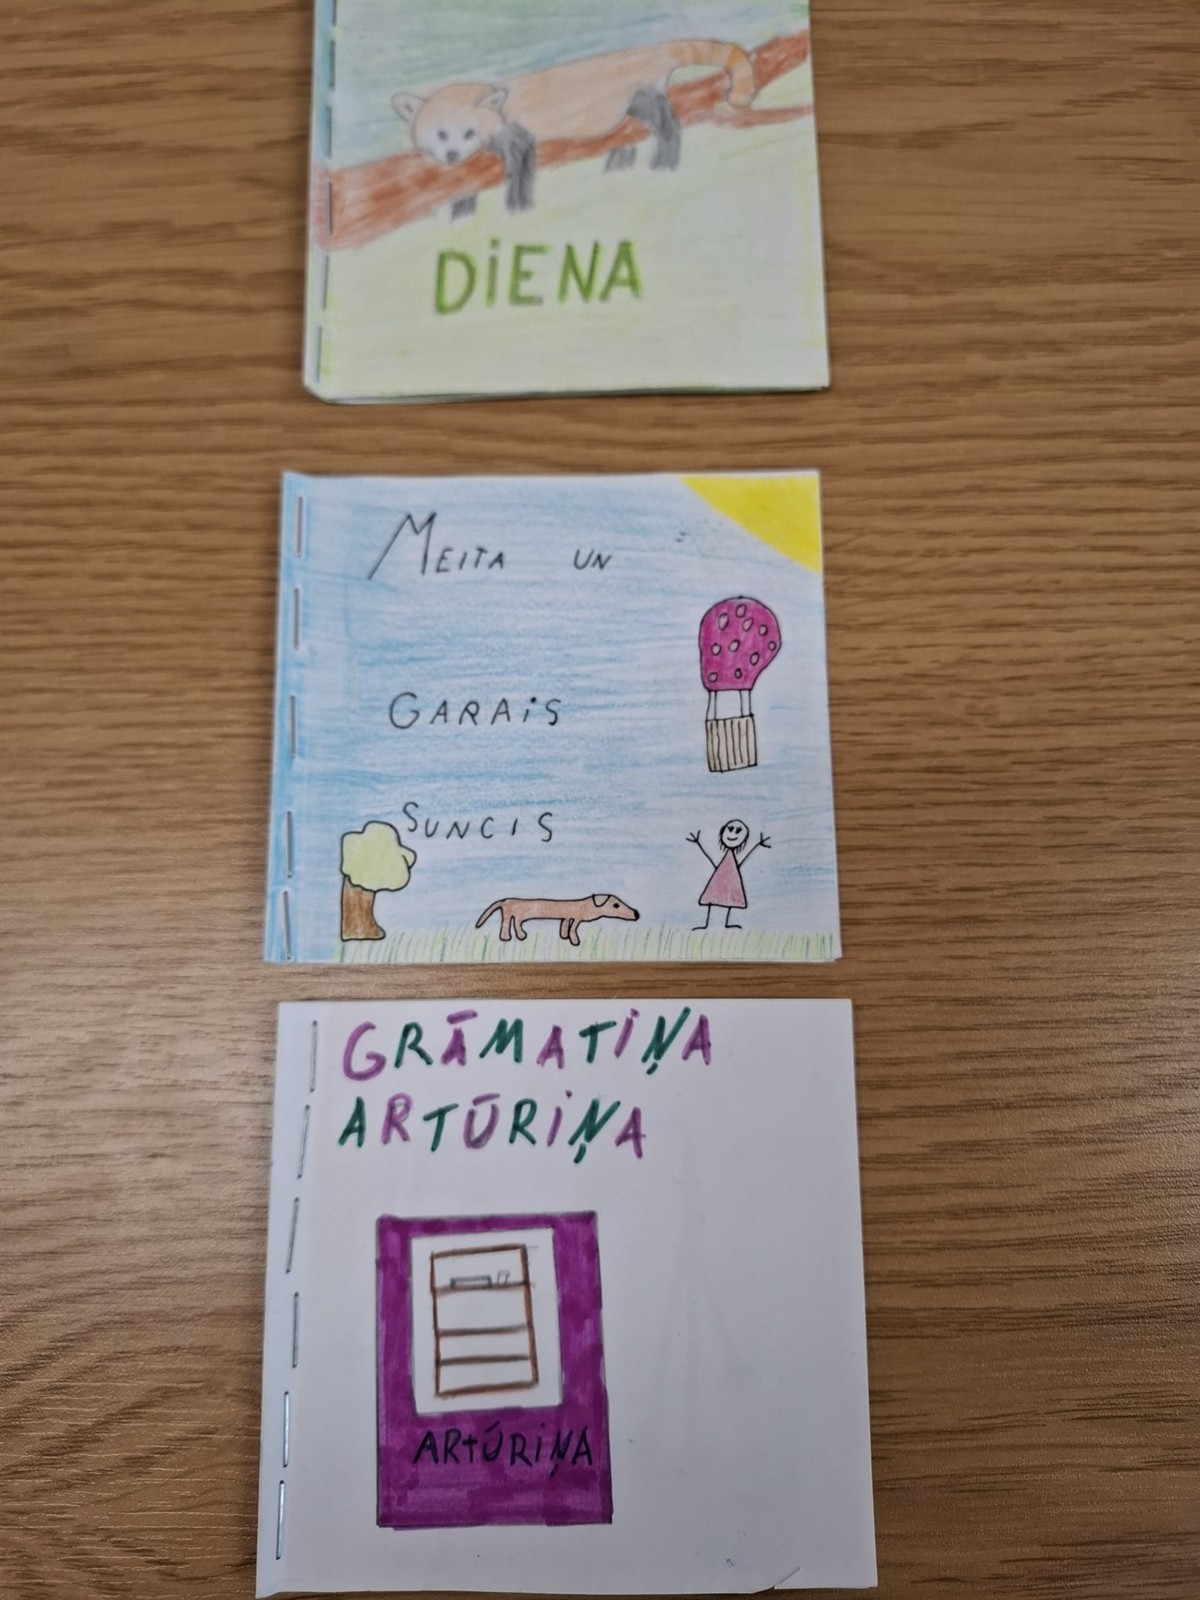 DIENA
MEITA UN
GARAIS
SUNCIS
GRĀMATIŅA
ARTŪRIŅA
ARTŪRIŅA